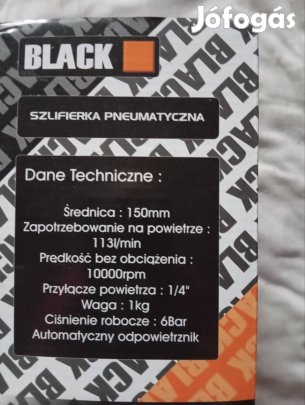 Jófogás
BLACK
SZLIFIERKA PNEUMATYCZNA
Dane Techniczne :
Średnica : 150mm
Zapotrzebowanie na powietrze :
113l/min
Prędkość bez obciążenia :
10000rpm
Przyłącze powietrza : 1/4"
Waga : 1kg
Ciśnienie robocze : 6Bar
Automatyczny odpowietrznik